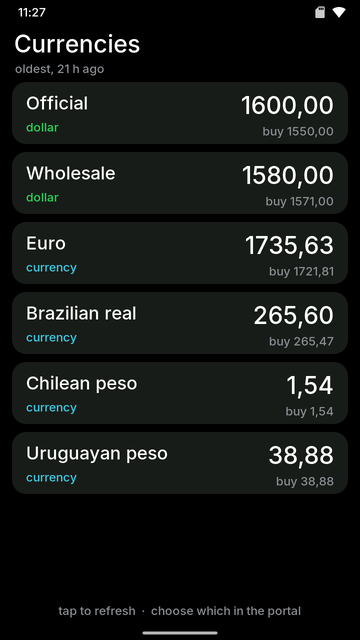 11:27
Currencies
oldest, 21 h ago
Official 1600,00
dollar buy 1550,00
Wholesale 1580,00
dollar buy 1571,00
Euro 1735,63
currency buy 1721,81
Brazilian real 265,60
currency buy 265,47
Chilean peso 1,54
currency buy 1,54
Uruguayan peso 38,88
currency buy 38,88
tap to refresh · choose which in the portal